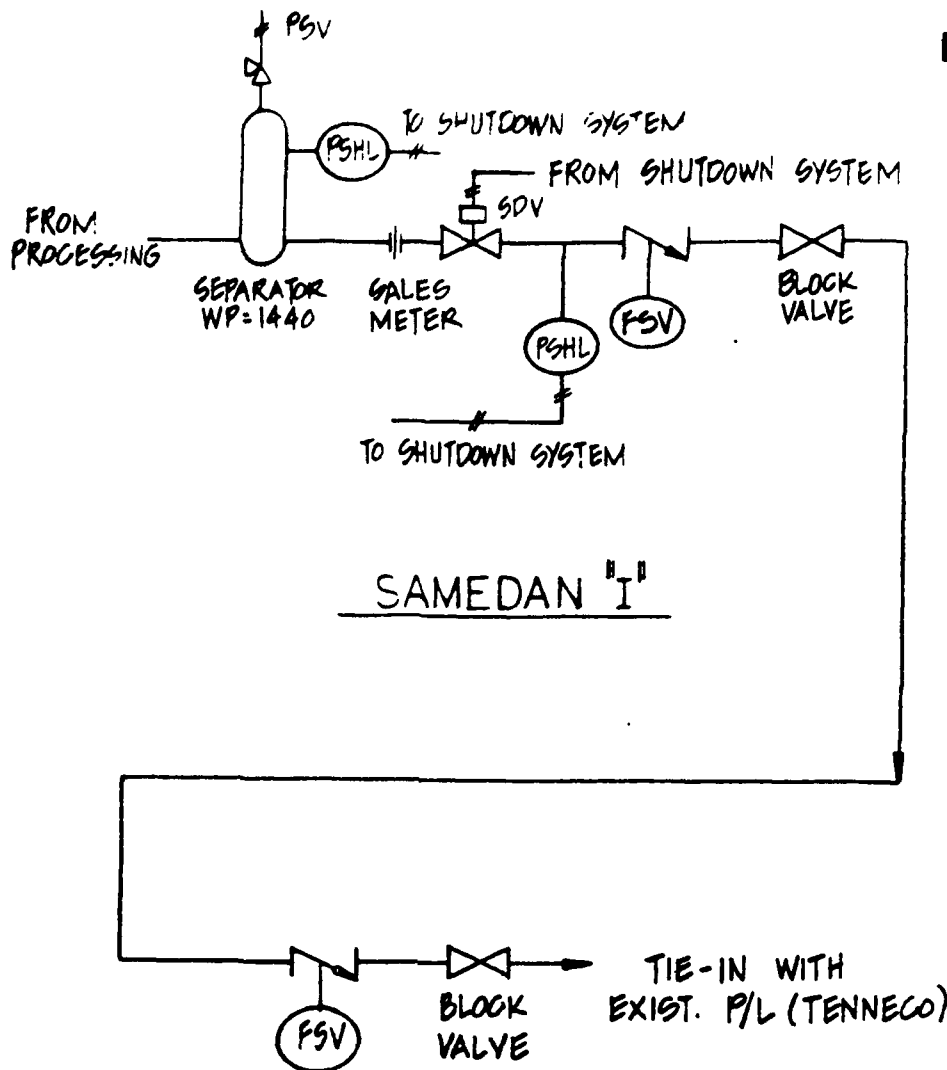 PSV
TO SHUTDOWN SYSTEM
PSHL
FROM SHUTDOWN SYSTEM
SDV
FROM
PROCESSING
SEPARATOR
WP=1440
SALES
METER
BLOCK
VALVE
FSV
PSHL
TO SHUTDOWN SYSTEM
SAMEDAN "I"
TIE-IN WITH
EXIST. P/L (TENNECO)
BLOCK
VALVE
FSV